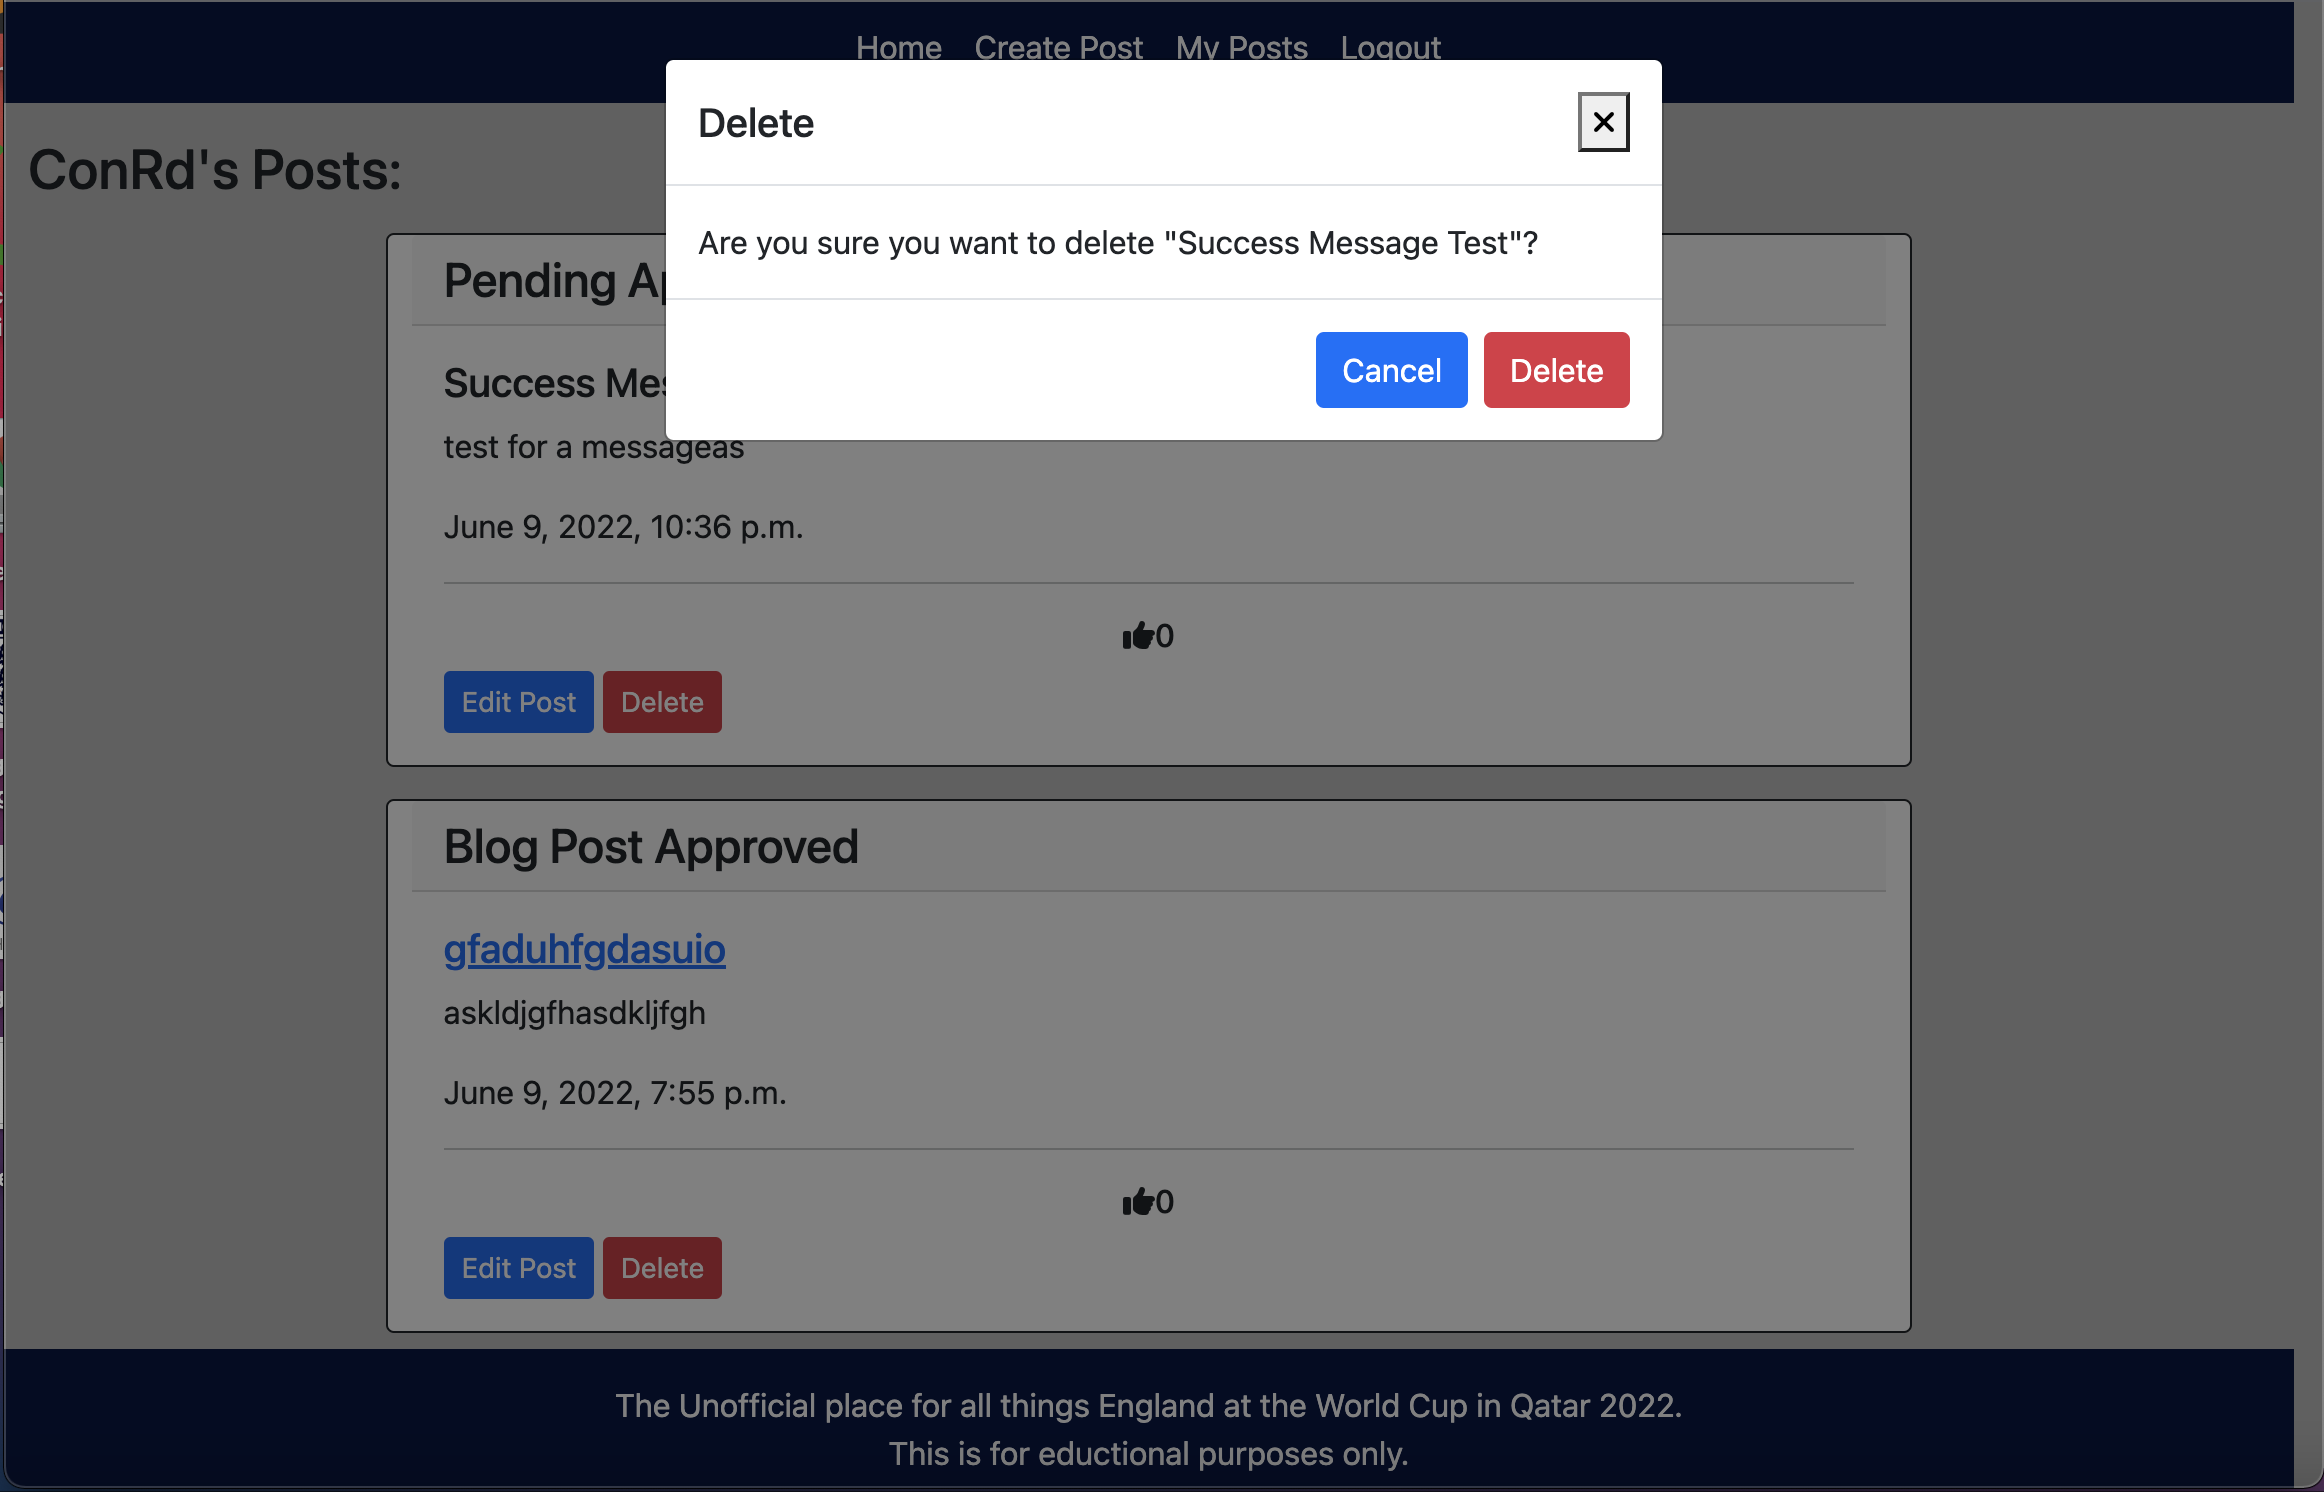 Home Create Post My Posts Logout
Delete
ConRd's Posts:
Are you sure you want to delete "Success Message Test"?
Pending
Cancel Delete
Success
test for a messageas
June 9, 2022, 10:36 p.m.
0
Edit Post Delete
Blog Post Approved
gfaduhfgdasuio
askldjgfhasdkljfgh
June 9, 2022, 7:55 p.m.
0
Edit Post Delete
The Unofficial place for all things England at the World Cup in Qatar 2022.
This is for eductional purposes only.